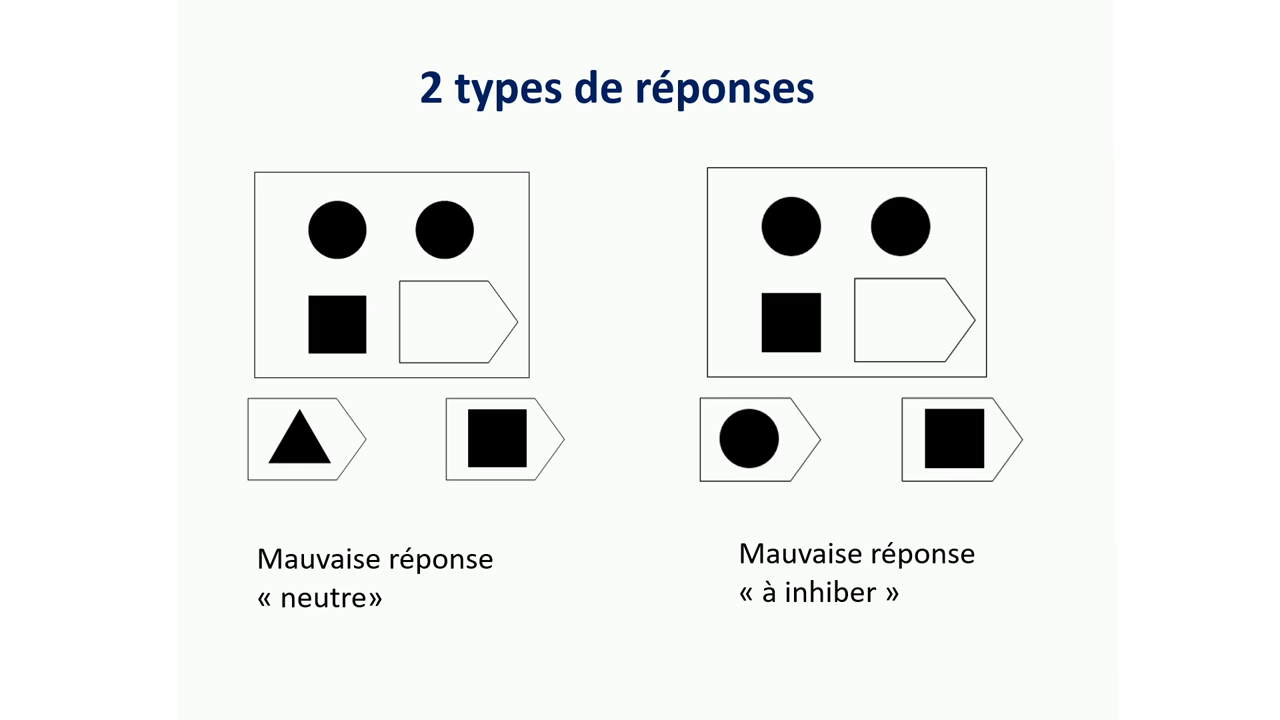 2 types de réponses
Mauvaise réponse
« neutre»
Mauvaise réponse
« à inhiber »